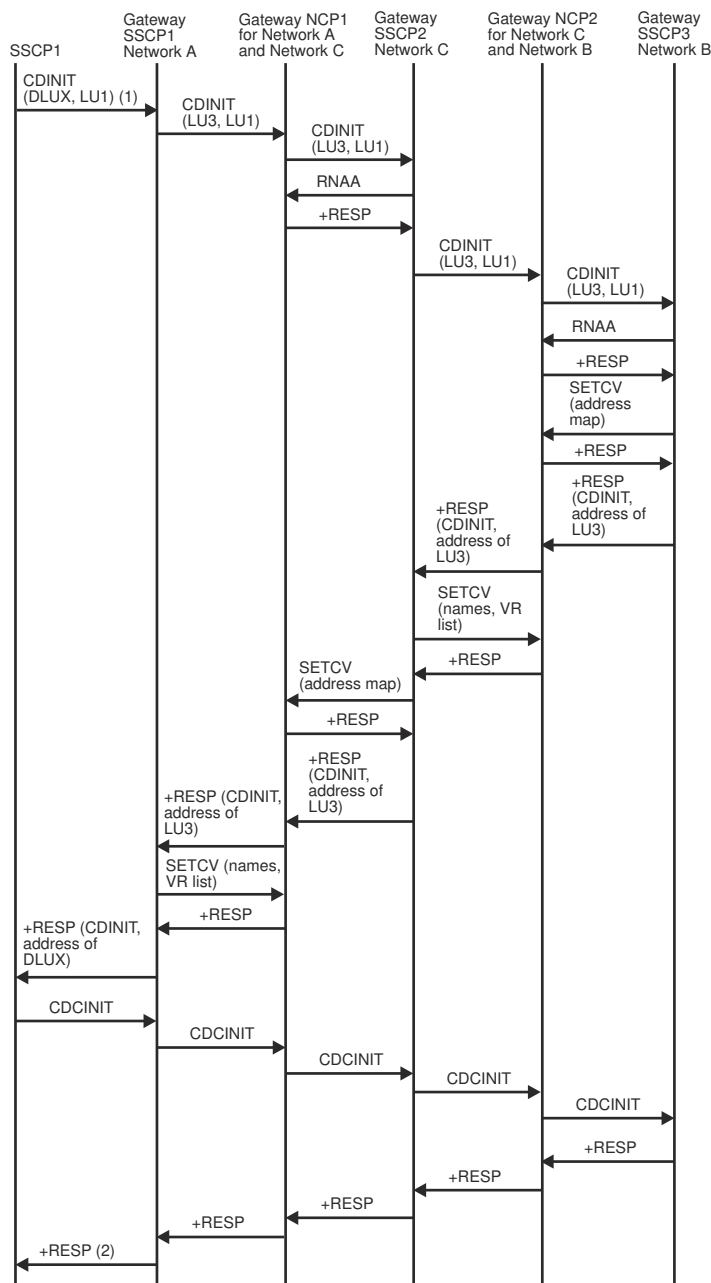 SSCP1
Gateway
SSCP1
Network A
Gateway NCP1
for Network A
and Network C
Gateway
SSCP2
Network C
Gateway NCP2
for Network C
and Network B
Gateway
SSCP3
Network B
CDINIT
(DLUX, LU1) (1)
CDINIT
(LU3, LU1)
CDINIT
(LU3, LU1)
RNAA
+RESP
CDINIT
(LU3, LU1)
CDINIT
(LU3, LU1)
RNAA
+RESP
SETCV
(address
map)
+RESP
+RESP
(CDINIT,
address of
LU3)
+RESP
(CDINIT,
address of
LU3)
SETCV
(names, VR
list)
+RESP
SETCV
(address map)
+RESP
+RESP
(CDINIT,
address of
LU3)
+RESP (CDINIT,
address of
LU3)
SETCV (names,
VR list)
+RESP
+RESP (CDINIT,
address of
DLUX)
CDCINIT
CDCINIT
CDCINIT
CDCINIT
CDCINIT
+RESP
+RESP
+RESP
+RESP
+RESP (2)